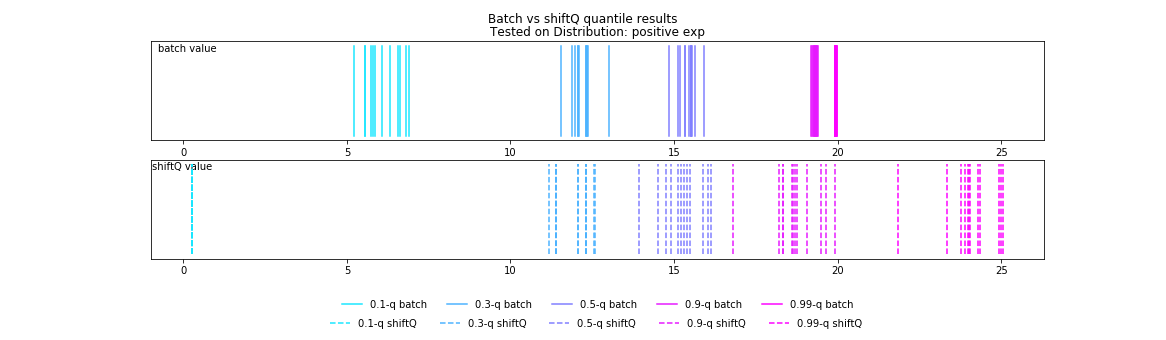 Batch vs shiftQ quantile results
Tested on Distribution: positive exp
batch value
0 5 10 15 20 25
shiftQ value
0 5 10 15 20 25
0.1-q batch 0.3-q batch 0.5-q batch 0.9-q batch 0.99-q batch
0.1-q shiftQ 0.3-q shiftQ 0.5-q shiftQ 0.9-q shiftQ 0.99-q shiftQ